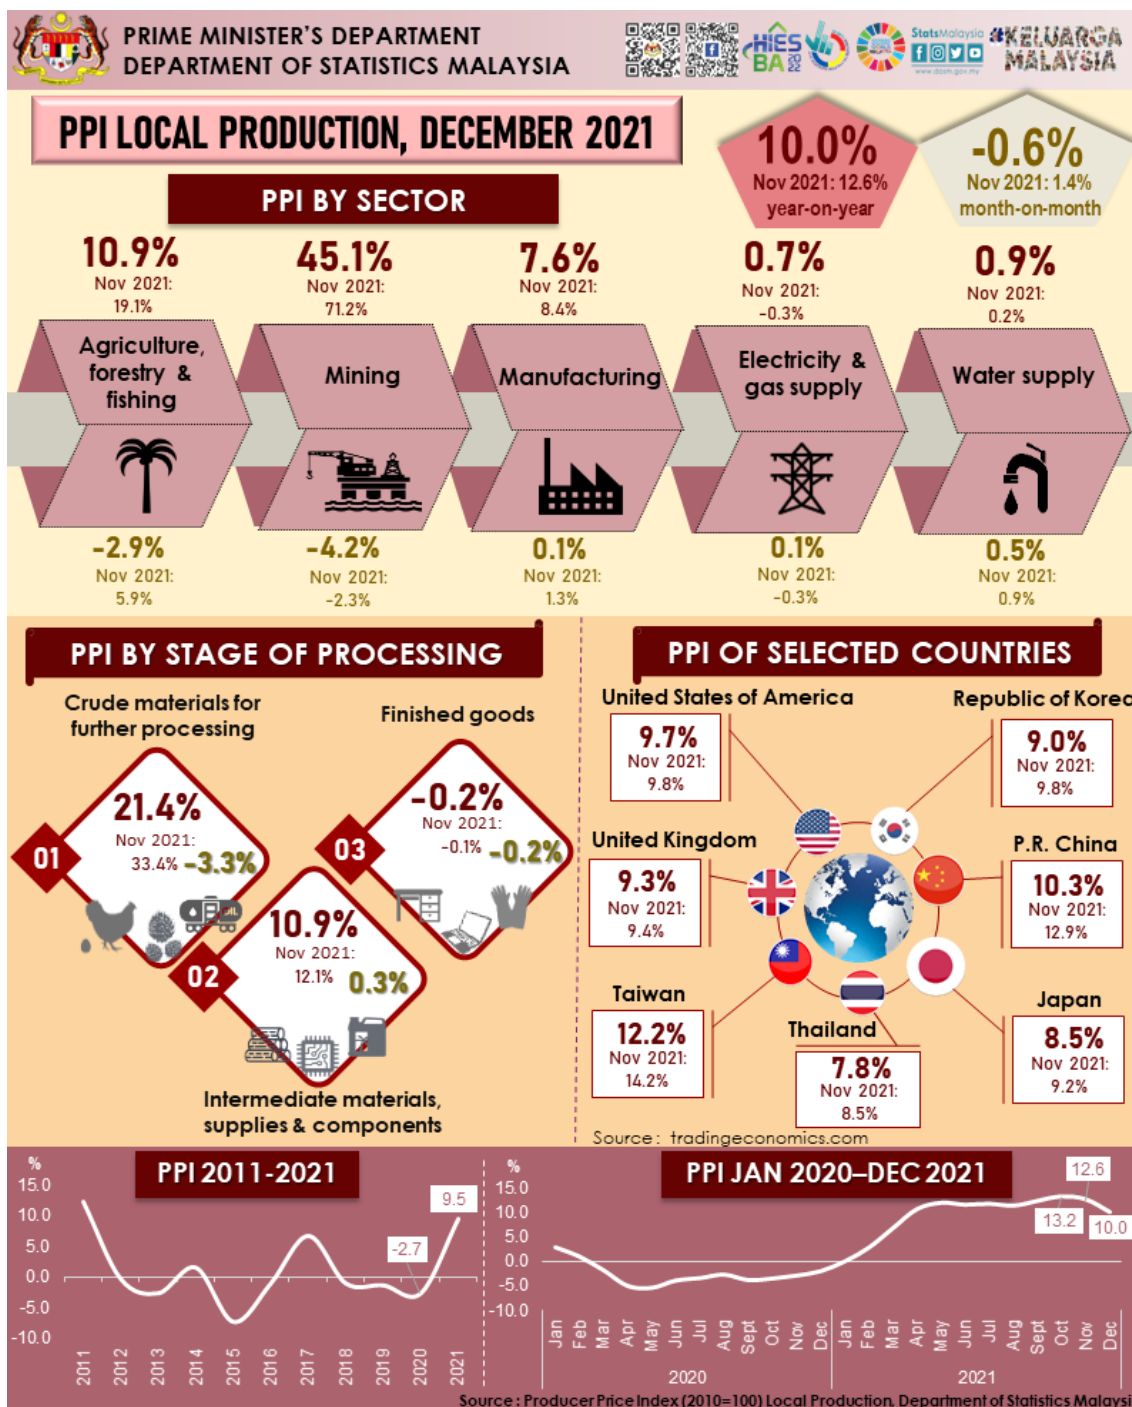 PRIME MINISTER'S DEPARTMENT
DEPARTMENT OF STATISTICS MALAYSIA
HIES
BA
2022
StatsMalaysia
www.dosm.gov.my
#KELUARGA
MALAYSIA
PPI LOCAL PRODUCTION, DECEMBER 2021
10.0%
Nov 2021: 12.6%
year-on-year
-0.6%
Nov 2021: 1.4%
month-on-month
PPI BY SECTOR
10.9%
Nov 2021:
19.1%
Agriculture,
forestry &
fishing
-2.9%
Nov 2021:
5.9%
45.1%
Nov 2021:
71.2%
Mining
-4.2%
Nov 2021:
-2.3%
7.6%
Nov 2021:
8.4%
Manufacturing
0.1%
Nov 2021:
1.3%
0.7%
Nov 2021:
-0.3%
Electricity &
gas supply
0.1%
Nov 2021:
-0.3%
0.9%
Nov 2021:
0.2%
Water supply
0.5%
Nov 2021:
0.9%
PPI BY STAGE OF PROCESSING
Crude materials for
further processing
21.4%
Nov 2021:
33.4% -3.3%
01
OIL
Finished goods
-0.2%
Nov 2021:
-0.1% -0.2%
03
10.9%
Nov 2021:
12.1% 0.3%
02
Intermediate materials,
supplies & components
PPI OF SELECTED COUNTRIES
United States of America
9.7%
Nov 2021:
9.8%
Republic of Korea
9.0%
Nov 2021:
9.8%
United Kingdom
9.3%
Nov 2021:
9.4%
P.R. China
10.3%
Nov 2021:
12.9%
Taiwan
12.2%
Nov 2021:
14.2%
Thailand
7.8%
Nov 2021:
8.5%
Japan
8.5%
Nov 2021:
9.2%
Source : tradingeconomics.com
PPI 2011-2021
%
15.0
10.0
5.0
0.0
-5.0
-10.0
-2.7
9.5
2011 2012 2013 2014 2015 2016 2017 2018 2019 2020 2021
PPI JAN 2020–DEC 2021
%
15.0
10.0
5.0
0.0
-5.0
-10.0
12.6
13.2
10.0
Jan Feb Mar Apr May Jun Jul Aug Sept Oct Nov Dec Jan Feb Mar Apr May Jun Jul Aug Sept Oct Nov Dec
2020 2021
Source : Producer Price Index (2010=100) Local Production, Department of Statistics Malaysi